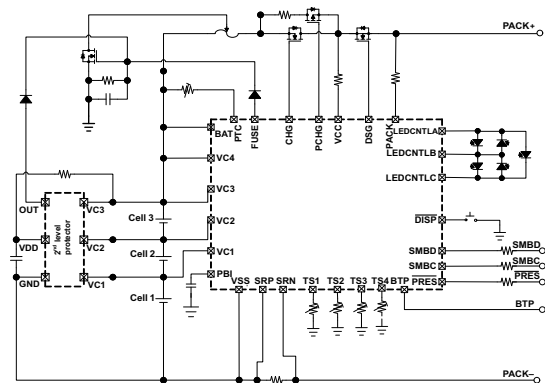 PACK+
BAT
PTC
FUSE
CHG
PCHG
VCC
DSG
PACK
LEDCNTLA
LEDCNTLB
LEDCNTLC
VC4
VC3
VC2
VC1
PBI
DISP
SMBD
SMBC
PRES
SMBD
SMBC
PRES
VSS
SRP
SRN
TS1
TS2
TS3
TS4
BTP
BTP
OUT
VDD
GND
2nd level
protector
VC3
VC2
VC1
Cell 3
Cell 2
Cell 1
PACK–